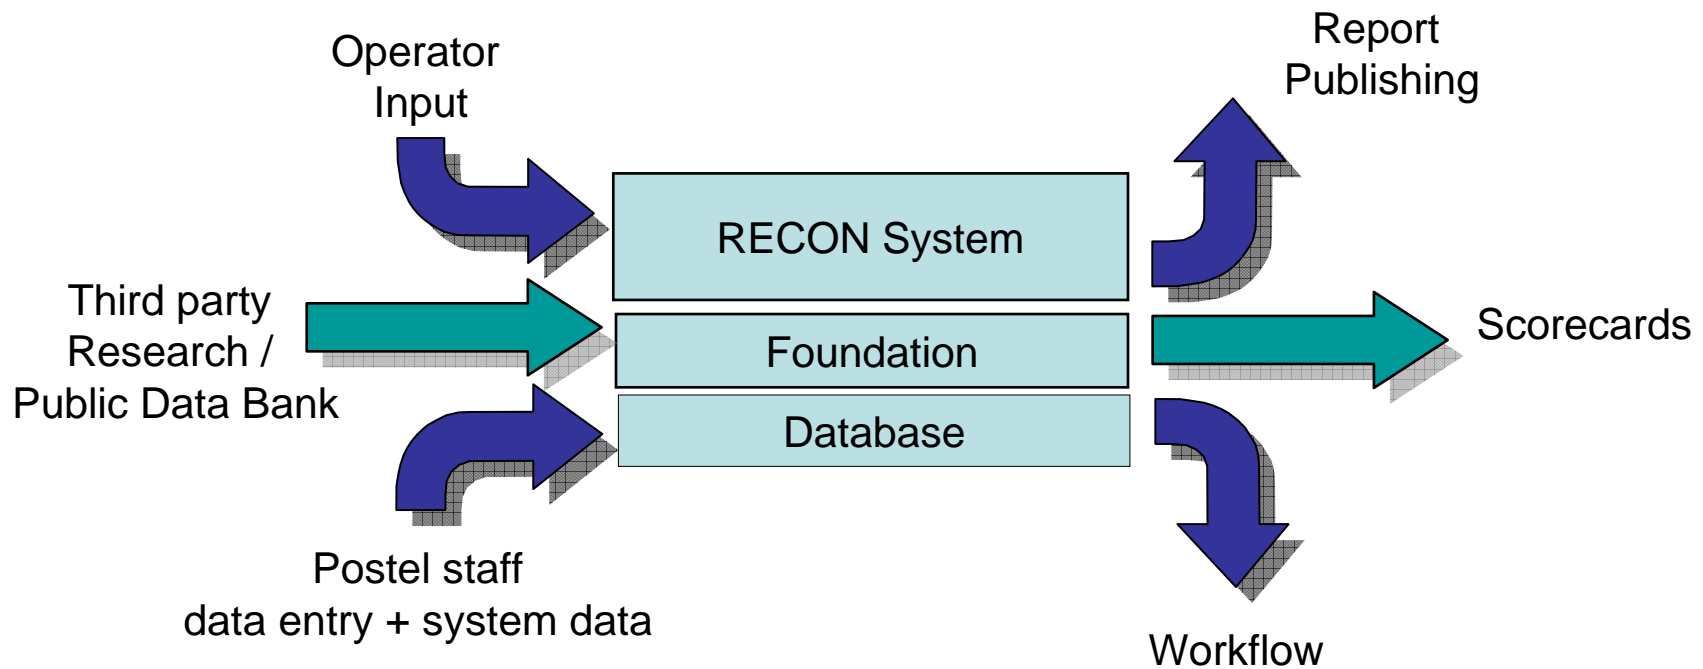 Operator
Input
Report
Publishing
RECON System
Third party
Research /
Public Data Bank
Foundation
Scorecards
Database
Postel staff
data entry + system data
Workflow